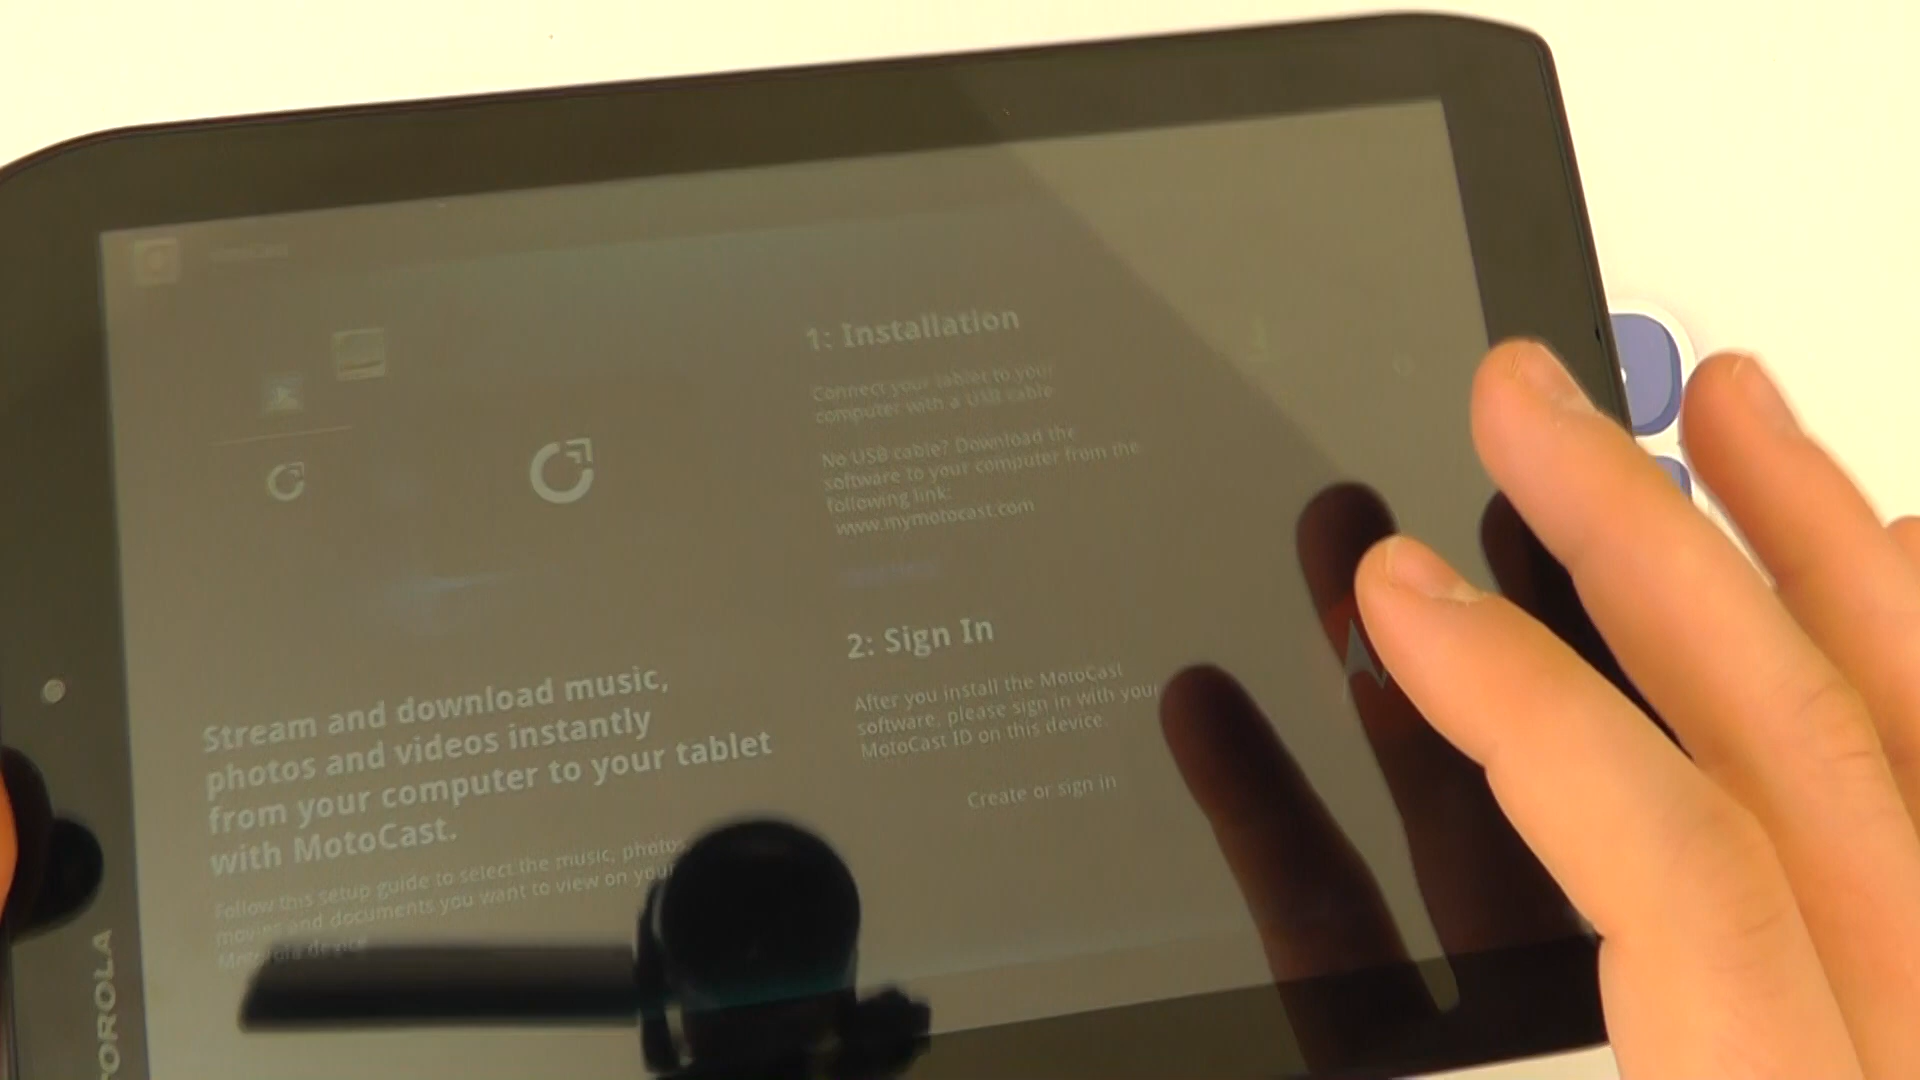 Stream and download music,
photos and videos instantly
from your computer to your tablet
with MotoCast.
Follow this setup guide to select the music, photos
movies and documents you want to view on your
Motorola device
1: Installation
Connect your tablet to your
computer with a USB cable
No USB cable? Download the
software to your computer from the
following link:
www.mymotocast.com
2: Sign In
After you install the MotoCast
software, please sign in with your
MotoCast ID on this device.
Create or sign in
TOROLA